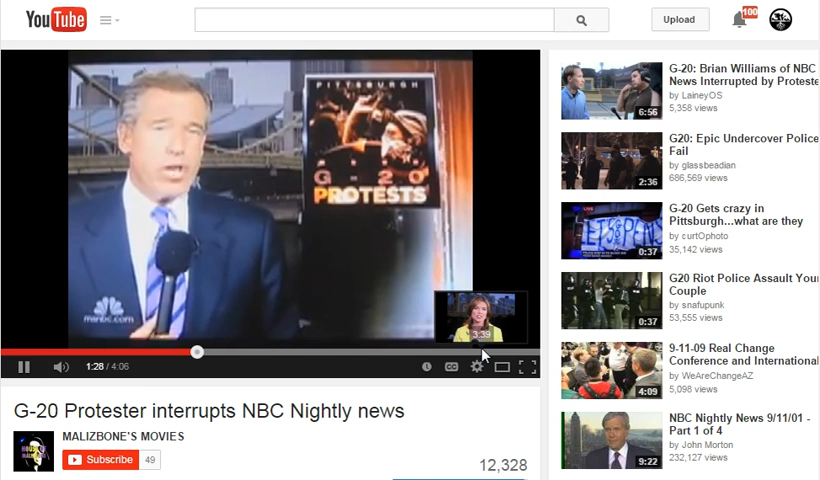 YouTube
Upload
100
PITTSBURGH
G-20
PROTESTS
msnbc.com
3:39
1:28 / 4:06
CC
G-20 Protester interrupts NBC Nightly news
MALIZBONE'S MOVIES
Subscribe 49
12,328
G-20: Brian Williams of NBC
News Interrupted by Proteste
by LaineyOS
5,358 views
6:56
G20: Epic Undercover Police
Fail
by glassbeadian
686,569 views
2:36
G-20 Gets crazy in
Pittsburgh...what are they
by curtOphoto
35,142 views
0:37
G20 Riot Police Assault Your
Couple
by snafupunk
53,555 views
0:37
9-11-09 Real Change
Conference and International
by WeAreChangeAZ
5,098 views
4:09
NBC Nightly News 9/11/01 -
Part 1 of 4
by John Morton
232,127 views
9:22